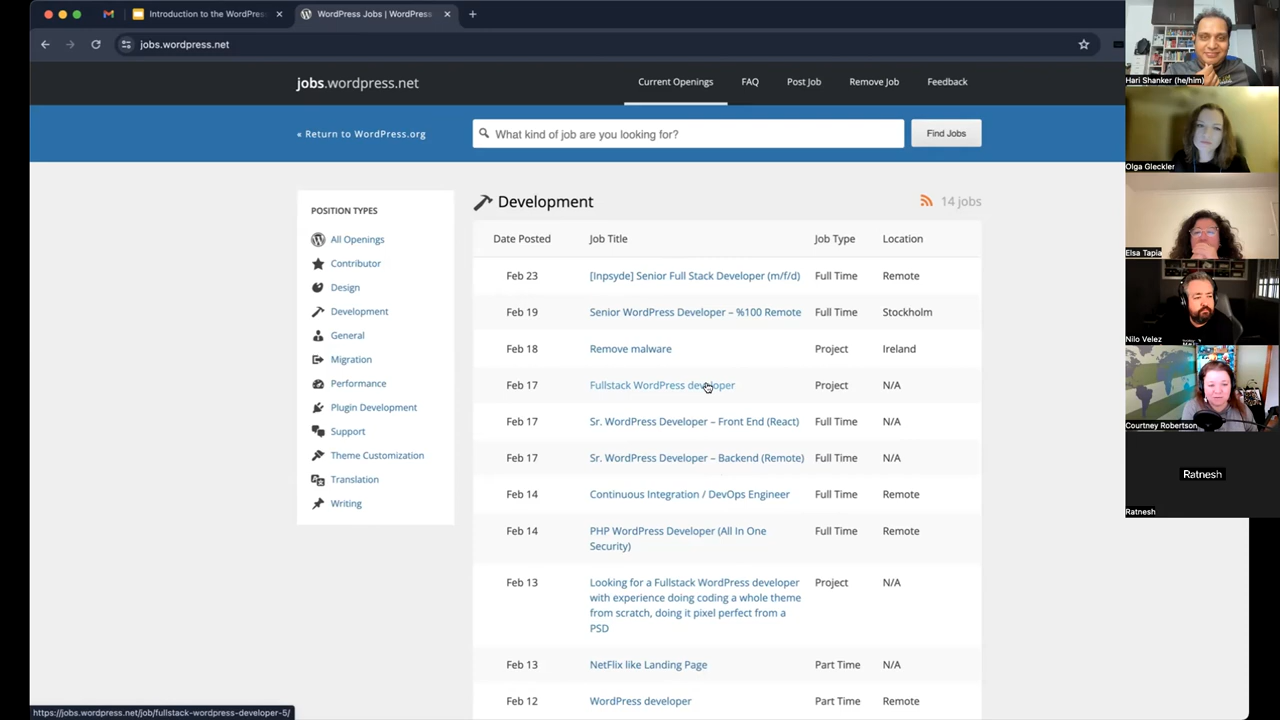 Introduction to the WordPress
WordPress Jobs | WordPress
jobs.wordpress.net
jobs.wordpress.net
Current Openings
FAQ
Post Job
Remove Job
Feedback
« Return to WordPress.org
What kind of job are you looking for?
Find Jobs
POSITION TYPES
All Openings
Contributor
Design
Development
General
Migration
Performance
Plugin Development
Support
Theme Customization
Translation
Writing
Development
14 jobs
Date Posted Job Title Job Type Location
Feb 23 [Inpsyde] Senior Full Stack Developer (m/f/d) Full Time Remote
Feb 19 Senior WordPress Developer – %100 Remote Full Time Stockholm
Feb 18 Remove malware Project Ireland
Feb 17 Fullstack WordPress developer Project N/A
Feb 17 Sr. WordPress Developer – Front End (React) Full Time N/A
Feb 17 Sr. WordPress Developer – Backend (Remote) Full Time N/A
Feb 14 Continuous Integration / DevOps Engineer Full Time Remote
Feb 14 PHP WordPress Developer (All In One Full Time Remote
Security)
Feb 13 Looking for a Fullstack WordPress developer Project N/A
with experience doing coding a whole theme
from scratch, doing it pixel perfect from a
PSD
Feb 13 NetFlix like Landing Page Part Time N/A
Feb 12 WordPress developer Part Time Remote
https://jobs.wordpress.net/job/fullstack-wordpress-developer-5/
Hari Shanker (he/him)
Olga Gleckler
Elsa Tapia
Nilo Velez
Courtney Robertson
Ratnesh
Ratnesh